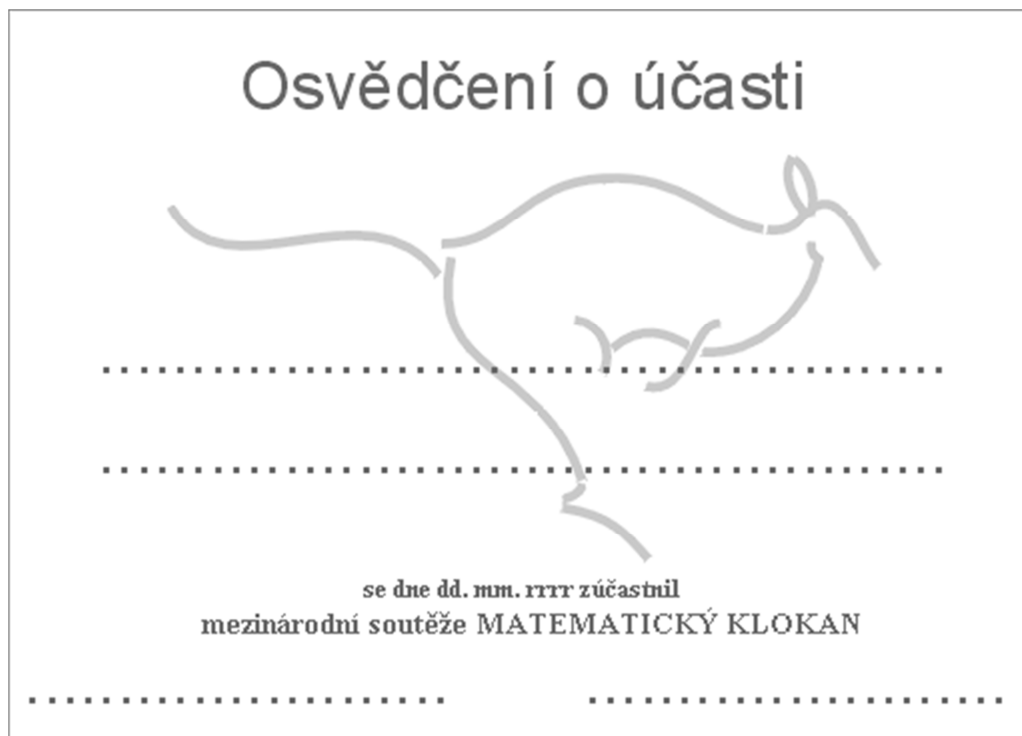 Osvědčení o účasti
se dne dd. mm. rrrr zúčastnil
mezinárodní soutěže MATEMATICKÝ KLOKAN